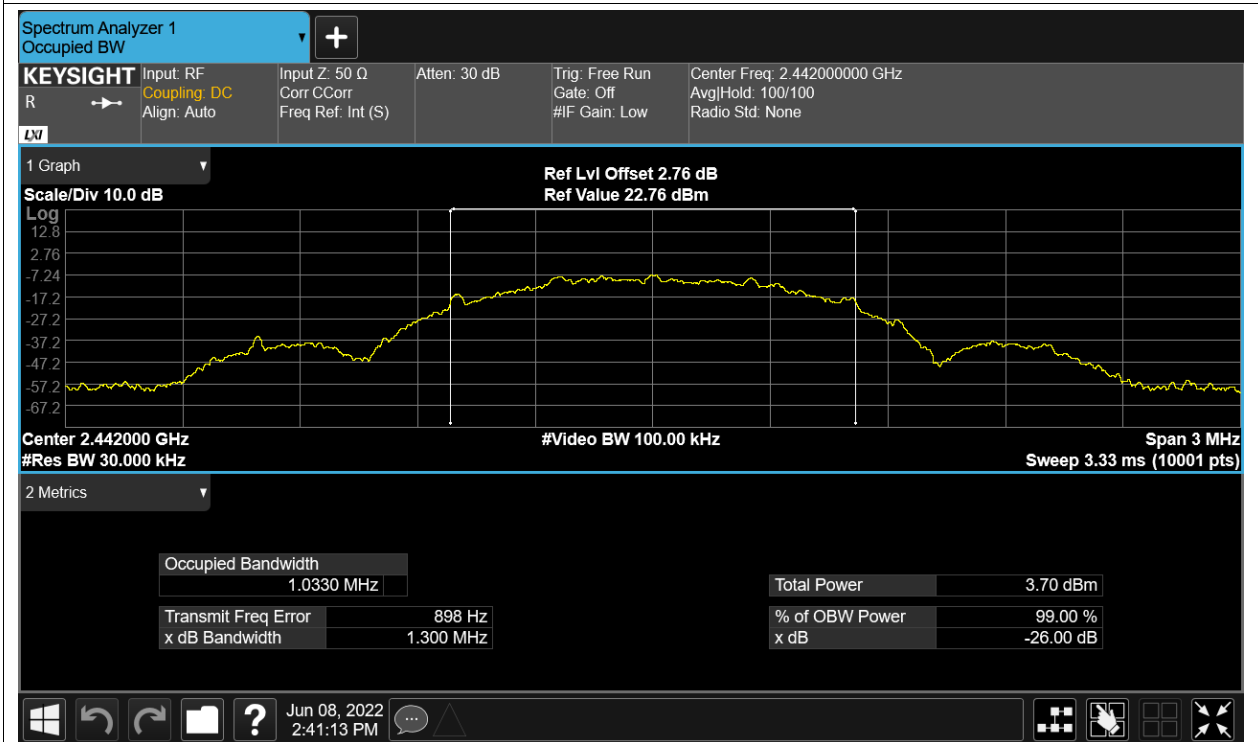 Spectrum Analyzer 1
Occupied BW
KEYSIGHT
R
LXI
Input: RF
Coupling: DC
Align: Auto
Input Z: 50 Ω
Corr CCorr
Freq Ref: Int (S)
Atten: 30 dB
Trig: Free Run
Gate: Off
#IF Gain: Low
Center Freq: 2.442000000 GHz
Avg|Hold: 100/100
Radio Std: None
1 Graph
Scale/Div 10.0 dB
Ref Lvl Offset 2.76 dB
Ref Value 22.76 dBm
Log
12.8
2.76
-7.24
-17.2
-27.2
-37.2
-47.2
-57.2
-67.2
Center 2.442000 GHz
#Video BW 100.00 kHz
Span 3 MHz
#Res BW 30.000 kHz
Sweep 3.33 ms (10001 pts)
2 Metrics
Occupied Bandwidth
1.0330 MHz
Total Power 3.70 dBm
Transmit Freq Error 898 Hz
% of OBW Power 99.00 %
x dB Bandwidth 1.300 MHz
x dB -26.00 dB
?
Jun 08, 2022
2:41:13 PM